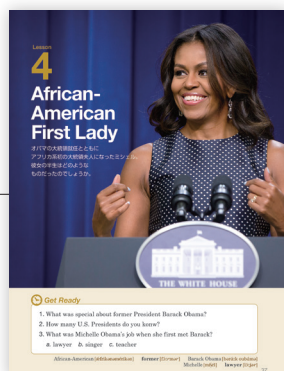 Lesson
4
African-
American
First Lady
オバマの大統領就任とともに
アフリカ系初の大統領夫人になったミシェル。
彼女の半生はどのような
ものだったのでしょうか。
THE WHITE HOUSE
Get Ready
1. What was special about former President Barack Obama?
2. How many U.S. Presidents do you know?
3. What was Michelle Obama's job when she first met Barack?
a. lawyer b. singer c. teacher
African-American
former
Barack Obama
Michelle
lawyer